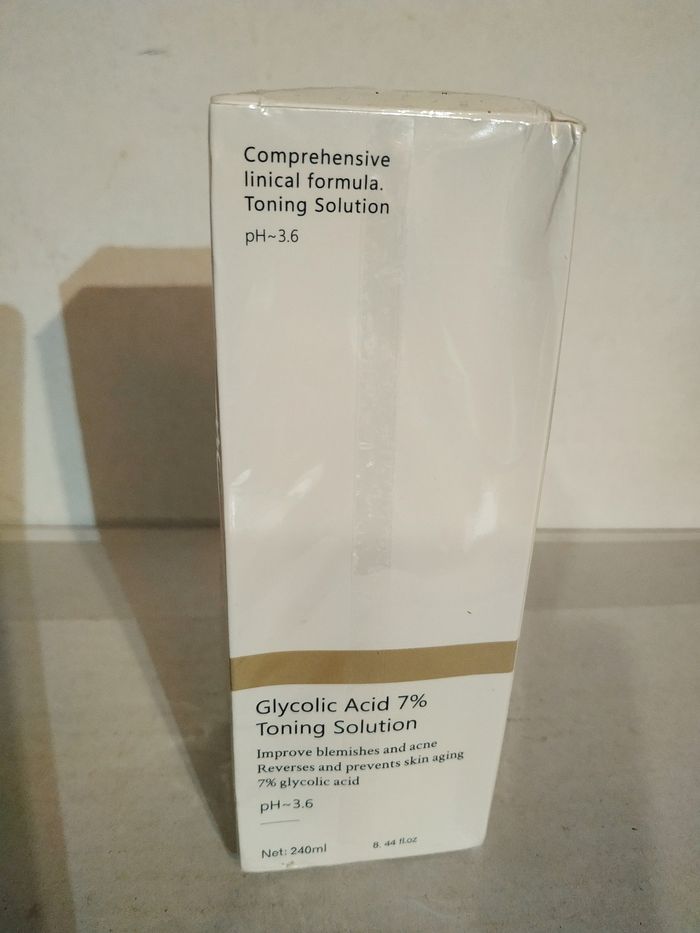 Comprehensive
linical formula.
Toning Solution
pH~3.6
Glycolic Acid 7%
Toning Solution
Improve blemishes and acne
Reverses and prevents skin aging
7% glycolic acid
pH~3.6
Net: 240ml
8. 44 fl.oz